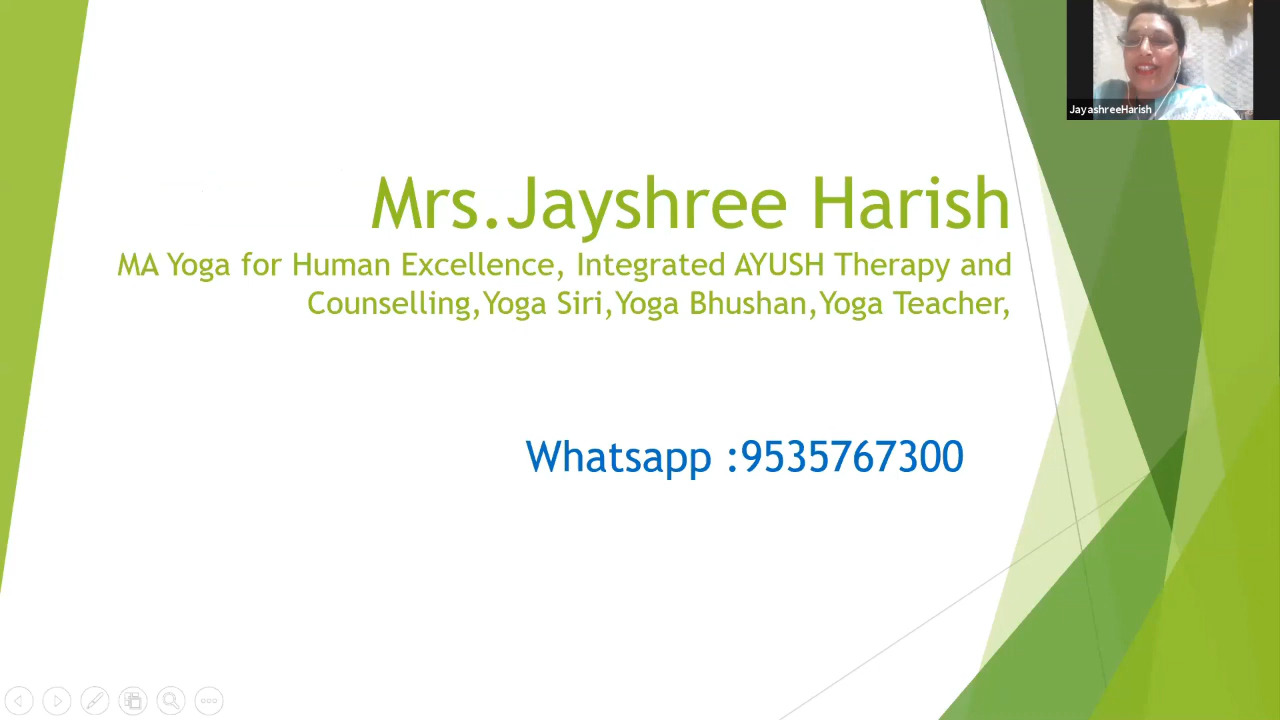 JayashreeHarish
Mrs.Jayshree Harish
MA Yoga for Human Excellence, Integrated AYUSH Therapy and
Counselling,Yoga Siri,Yoga Bhushan,Yoga Teacher,
Whatsapp :9535767300